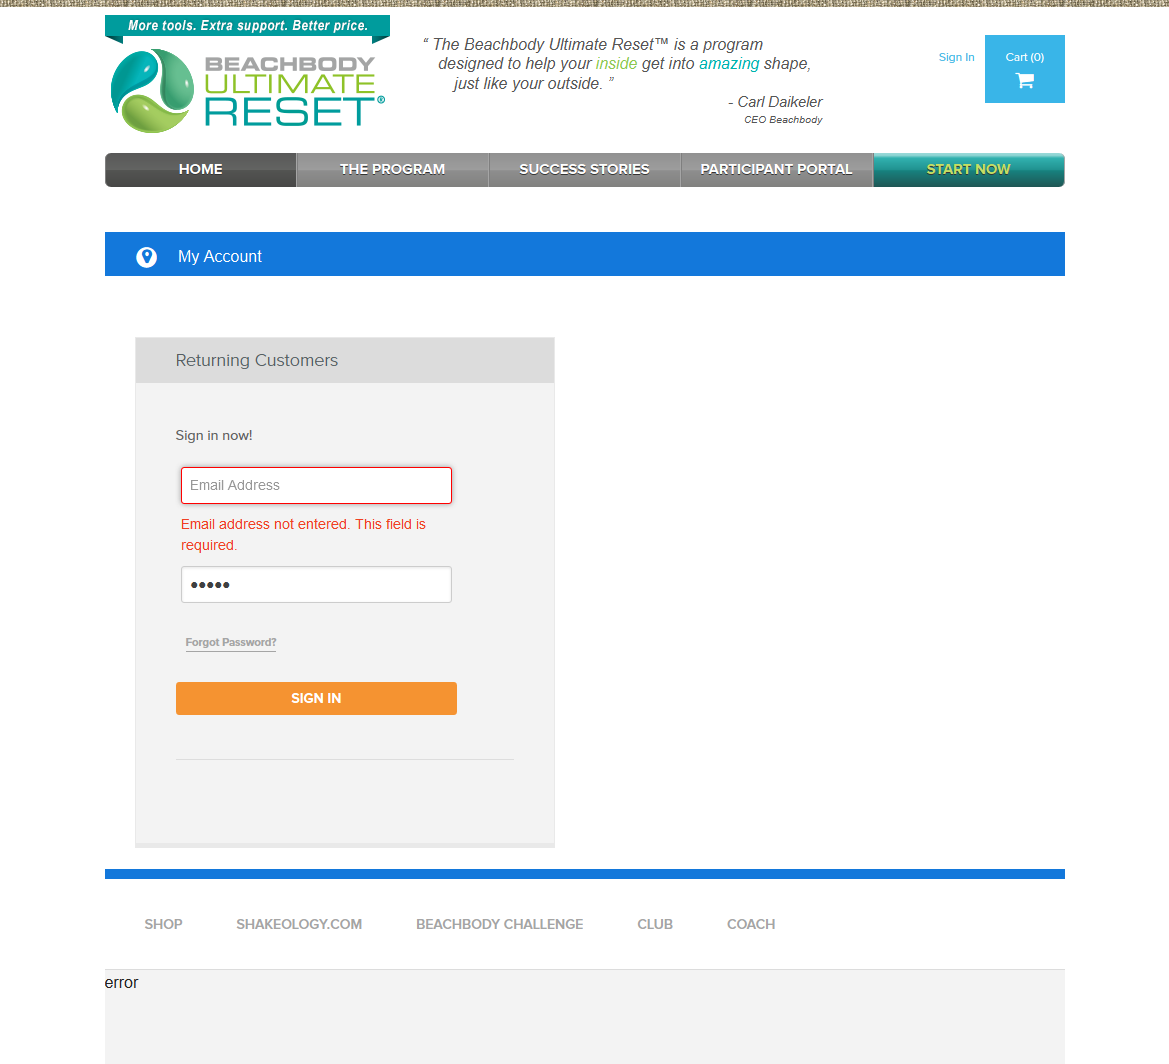 More tools. Extra support. Better price.
BEACHBODY
ULTIMATE
RESET®
“ The Beachbody Ultimate Reset™ is a program
designed to help your inside get into amazing shape,
just like your outside. ”
- Carl Daikeler
CEO Beachbody
Sign In
Cart (0)
HOME
THE PROGRAM
SUCCESS STORIES
PARTICIPANT PORTAL
START NOW
My Account
Returning Customers
Sign in now!
Email Address
Email address not entered. This field is
required.
●●●●●
Forgot Password?
SIGN IN
SHOP
SHAKEOLOGY.COM
BEACHBODY CHALLENGE
CLUB
COACH
error